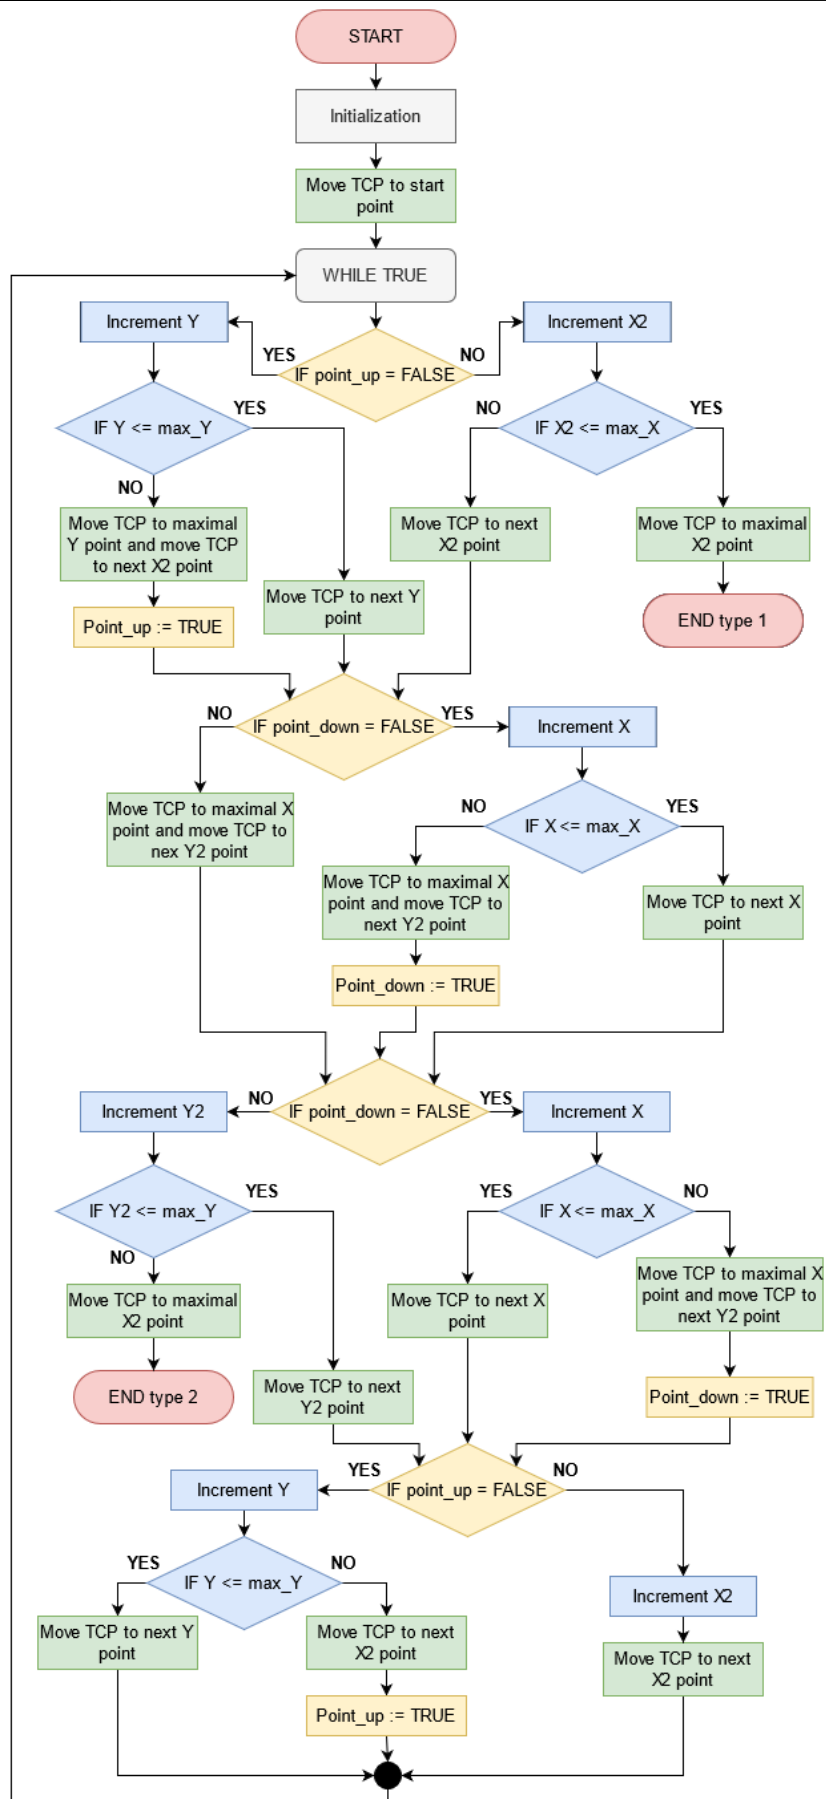 START
Initialization
Move TCP to start
point
WHILE TRUE
Increment Y
Increment X2
YES
NO
IF point_up = FALSE
YES
NO
YES
IF Y <= max_Y
IF X2 <= max_X
NO
Move TCP to maximal
Y point and move TCP
to next X2 point
Move TCP to next
X2 point
Move TCP to maximal
X2 point
Move TCP to next Y
point
Point_up := TRUE
END type 1
NO
YES
IF point_down = FALSE
Increment X
Move TCP to maximal X
point and move TCP to
nex Y2 point
NO
YES
IF X <= max_X
Move TCP to maximal X
point and move TCP to
next Y2 point
Move TCP to next X
point
Point_down := TRUE
NO
YES
Increment Y2
IF point_down = FALSE
Increment X
YES
YES
NO
IF Y2 <= max_Y
IF X <= max_X
NO
Move TCP to maximal
X2 point
Move TCP to next X
point
Move TCP to maximal X
point and move TCP to
next Y2 point
END type 2
Move TCP to next
Y2 point
Point_down := TRUE
YES
NO
Increment Y
IF point_up = FALSE
YES
NO
IF Y <= max_Y
Increment X2
Move TCP to next Y
point
Move TCP to next
X2 point
Move TCP to next
X2 point
Point_up := TRUE